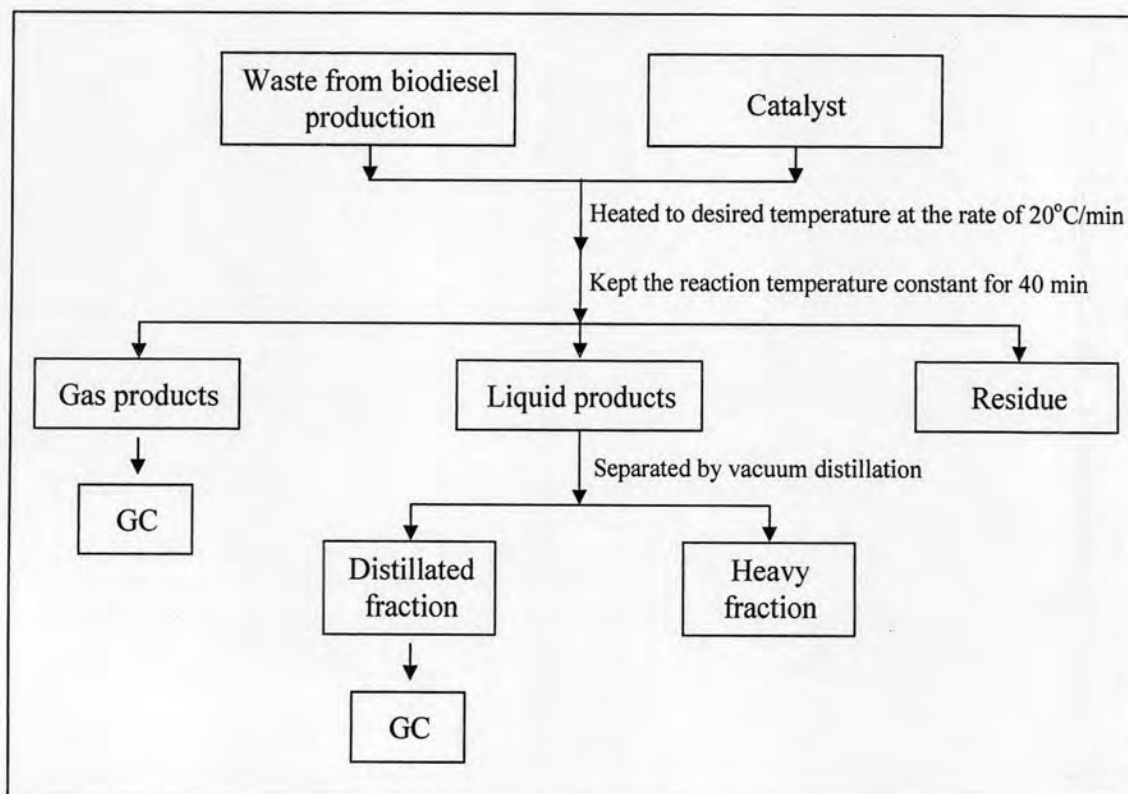 Waste from biodiesel
production
Catalyst
Heated to desired temperature at the rate of 20°C/min
Kept the reaction temperature constant for 40 min
Gas products
Liquid products
Residue
Separated by vacuum distillation
GC
Distillated
fraction
Heavy
fraction
GC